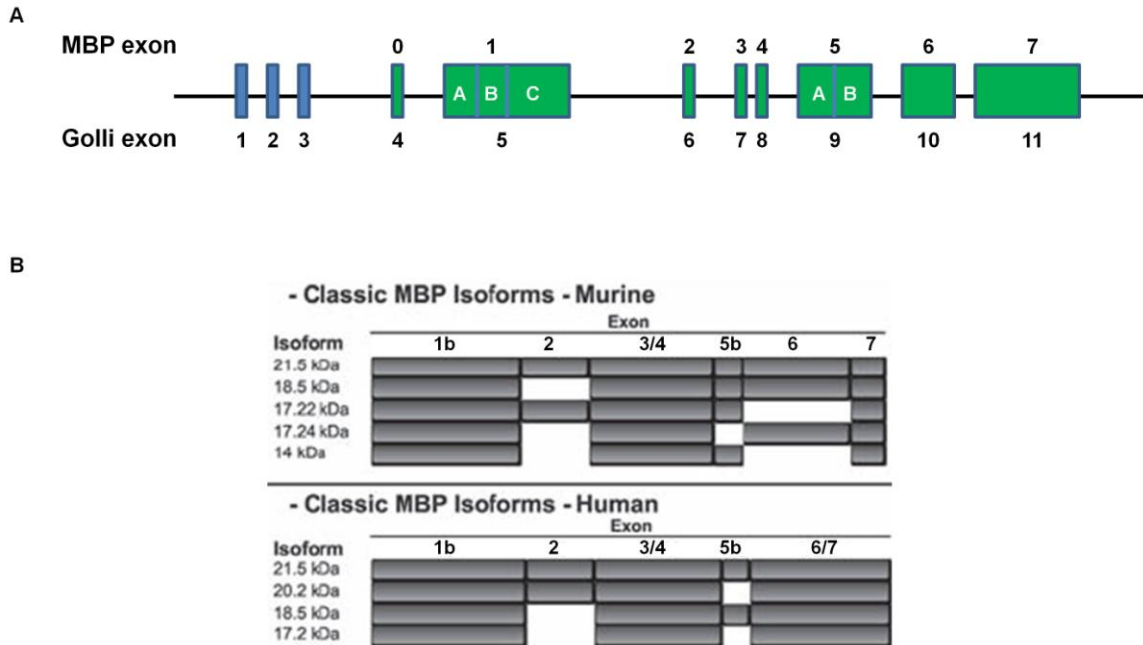 A
MBP exon 0 1 2 3 4 5 6 7
A B C A B
Golli exon 1 2 3 4 5 6 7 8 9 10 11
B
- Classic MBP Isoforms - Murine
Exon
Isoform 1b 2 3/4 5b 6 7
21.5 kDa
18.5 kDa
17.22 kDa
17.24 kDa
14 kDa
- Classic MBP Isoforms - Human
Exon
Isoform 1b 2 3/4 5b 6/7
21.5 kDa
20.2 kDa
18.5 kDa
17.2 kDa